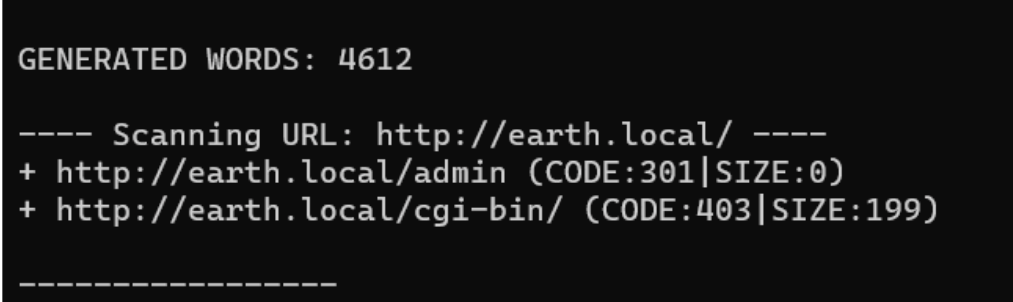 GENERATED WORDS: 4612
---- Scanning URL: http://earth.local/ ----
+ http://earth.local/admin (CODE:301|SIZE:0)
+ http://earth.local/cgi-bin/ (CODE:403|SIZE:199)
-----------------